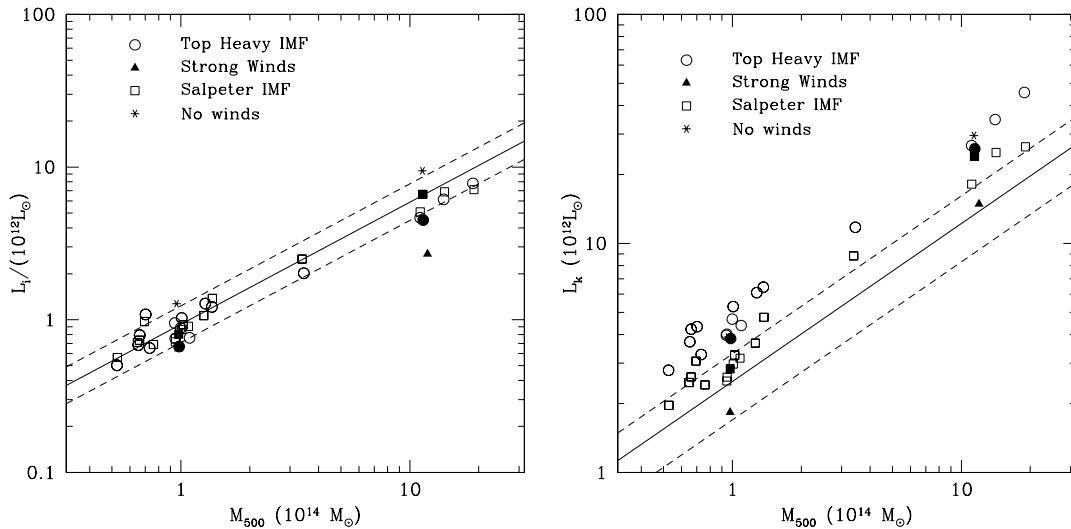 100
10
1
0.1
L_i/(10^12 L_⊙)
Top Heavy IMF
Strong Winds
Salpeter IMF
No winds
1
10
M_500 (10^14 M_⊙)
100
10
1
L_k (10^12 L_⊙)
Top Heavy IMF
Strong Winds
Salpeter IMF
No winds
1
10
M_500 (10^14 M_⊙)